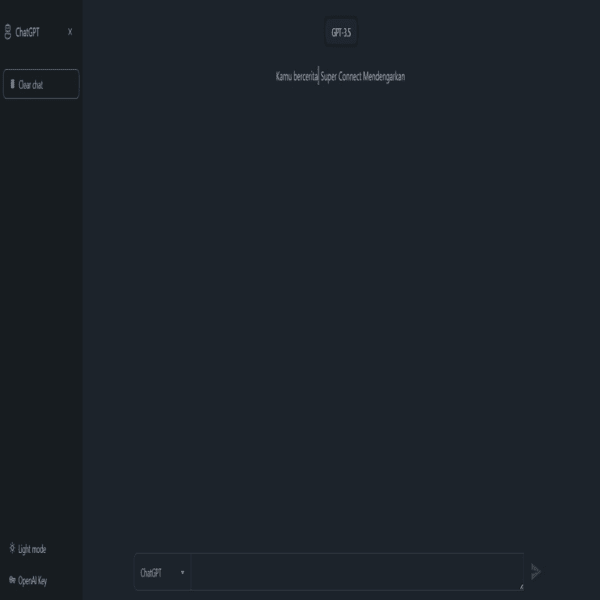 ChatGPT X
Clear chat
GPT-3.5
Kamu bercerita| Super Connect Mendengarkan
Light mode
OpenAI Key
ChatGPT